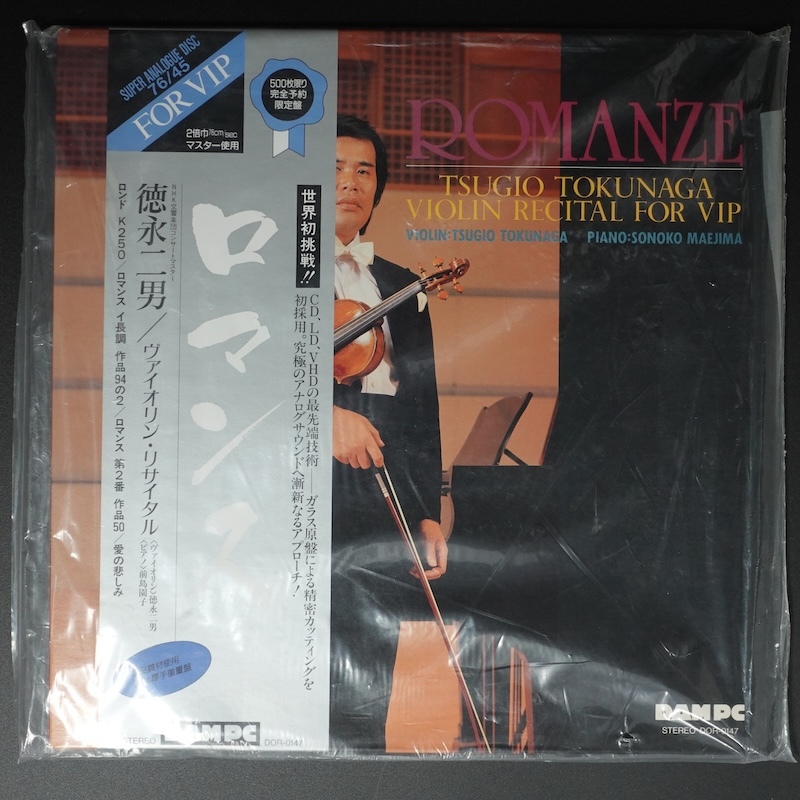 SUPER ANALOGUE DISC
76/45
FOR VIP
2倍巾76cm/sec
マスター使用
500枚限り
完全予約
限定盤
ROMANZE
TSUGIO TOKUNAGA
VIOLIN RECITAL FOR VIP
VIOLIN:TSUGIO TOKUNAGA PIANO:SONOKO MAEJIMA
世界初挑戦!!
CD、LD、VHDの最先端技術──ガラス原盤による精密カッティングを
初採用。究極のアナログサウンドへ漸新なるアプローチ!
ロマンス
NHK交響楽団コンサートマスター
徳永二男/ヴァイオリン・リサイタル
〈ヴァイオリン〉徳永二男
〈ピアノ〉前島園子
ロンド K250/ロマンス イ長調 作品94の2/ロマンス 第2番 作品50/愛の悲しみ
材使用
厚手重量盤
STEREO DAM PC DOR-0147
DAM PC
STEREO DOR-0147